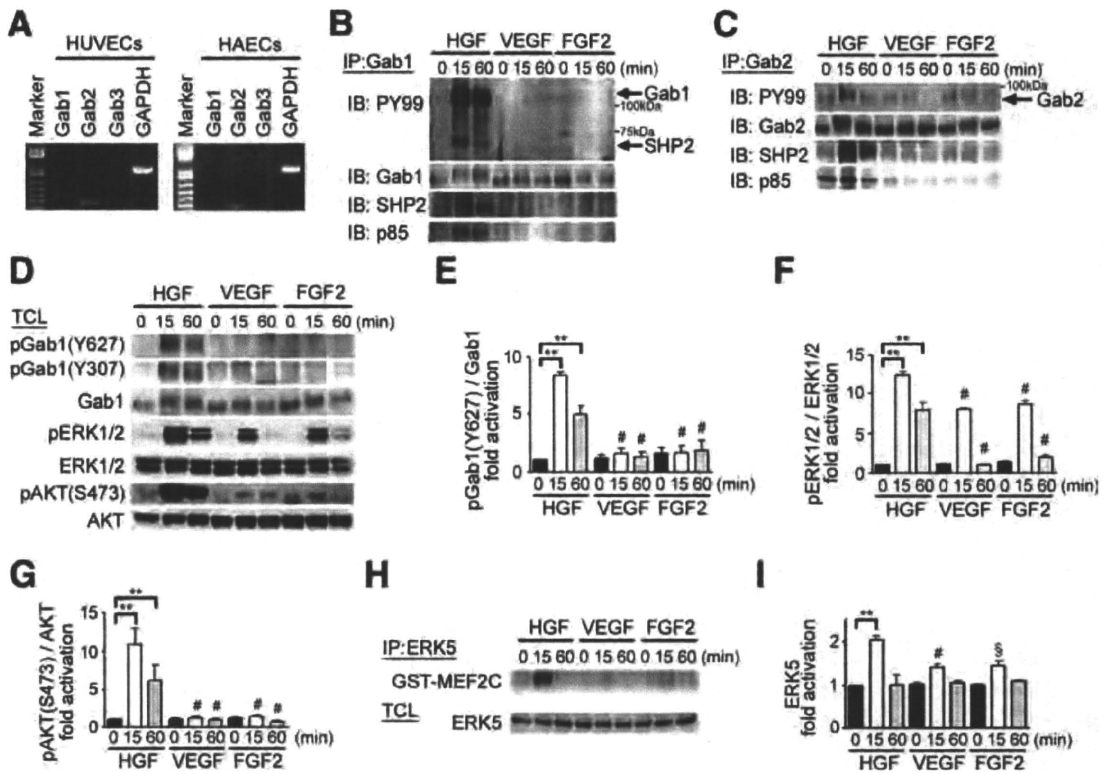 A
HUVECs
HAECs
Marker
Gab1
Gab2
Gab3
GAPDH
Marker
Gab1
Gab2
Gab3
GAPDH
B
HGF VEGF FGF2
IP:Gab1
0 15 60 0 15 60 0 15 60 (min)
IB: PY99
Gab1
100kDa
75kDa
SHP2
IB: Gab1
IB: SHP2
IB: p85
C
HGF VEGF FGF2
IP:Gab2
0 15 60 0 15 60 0 15 60 (min)
100kDa
IB: PY99
Gab2
IB: Gab2
IB: SHP2
IB: p85
D
HGF VEGF FGF2
TCL
0 15 60 0 15 60 0 15 60 (min)
pGab1(Y627)
pGab1(Y307)
Gab1
pERK1/2
ERK1/2
pAKT(S473)
AKT
E
pGab1(Y627) / Gab1
fold activation
10
5
0
** **
# # # #
0 15 60 0 15 60 0 15 60 (min)
HGF VEGF FGF2
F
pERK1/2 / ERK1/2
fold activation
15
10
5
0
** **
# # # #
0 15 60 0 15 60 0 15 60 (min)
HGF VEGF FGF2
G
pAKT(S473) / AKT
fold activation
15
10
5
0
** **
# # # #
0 15 60 0 15 60 0 15 60 (min)
HGF VEGF FGF2
H
HGF VEGF FGF2
IP:ERK5
0 15 60 0 15 60 0 15 60 (min)
GST-MEF2C
TCL
ERK5
I
ERK5
fold activation
2
1
0
**
# §
0 15 60 0 15 60 0 15 60 (min)
HGF VEGF FGF2